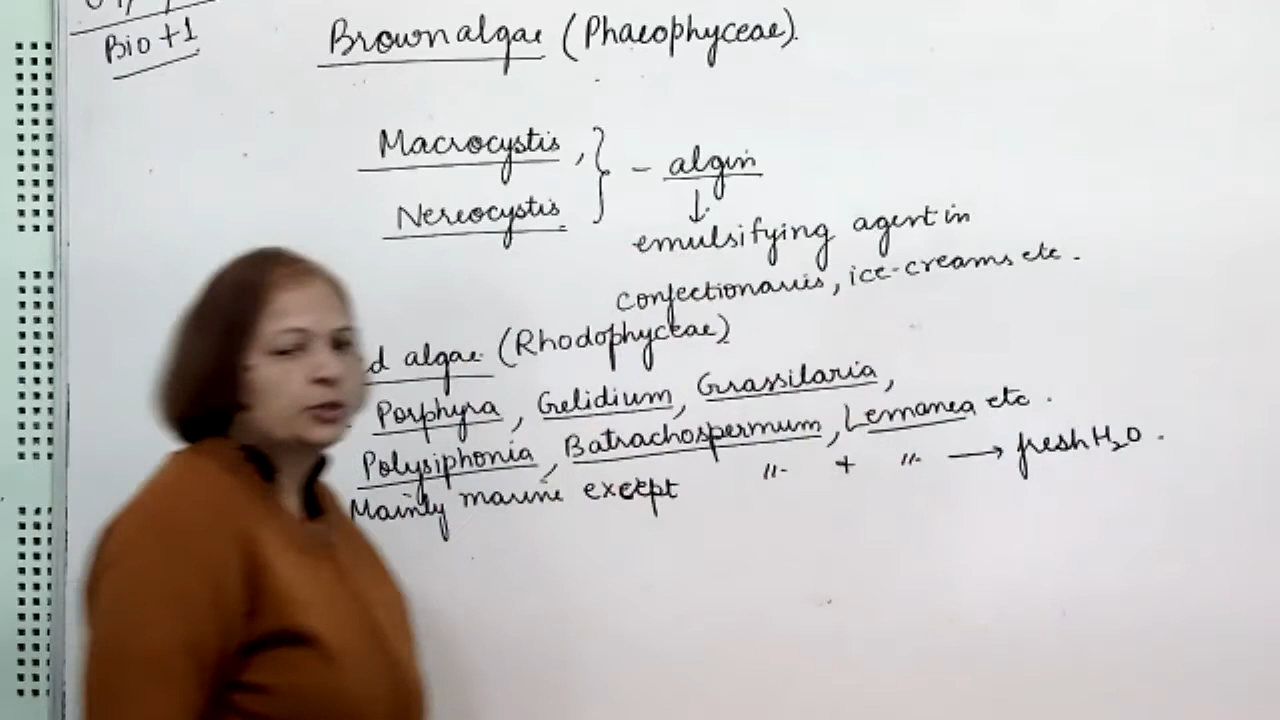 Bio +1
Brown algae (Phaeophyceae).
Macrocystis,
Nereocystis.
} - algin
↓
emulsifying agent in
confectionaries, ice-creams etc.
d algae (Rhodophyceae)
Porphyra, Gelidium, Grassilaria,
Polysiphonia, Batrachospermum, Lemanea etc.
Mainly marine except " + " → fresh H2O.